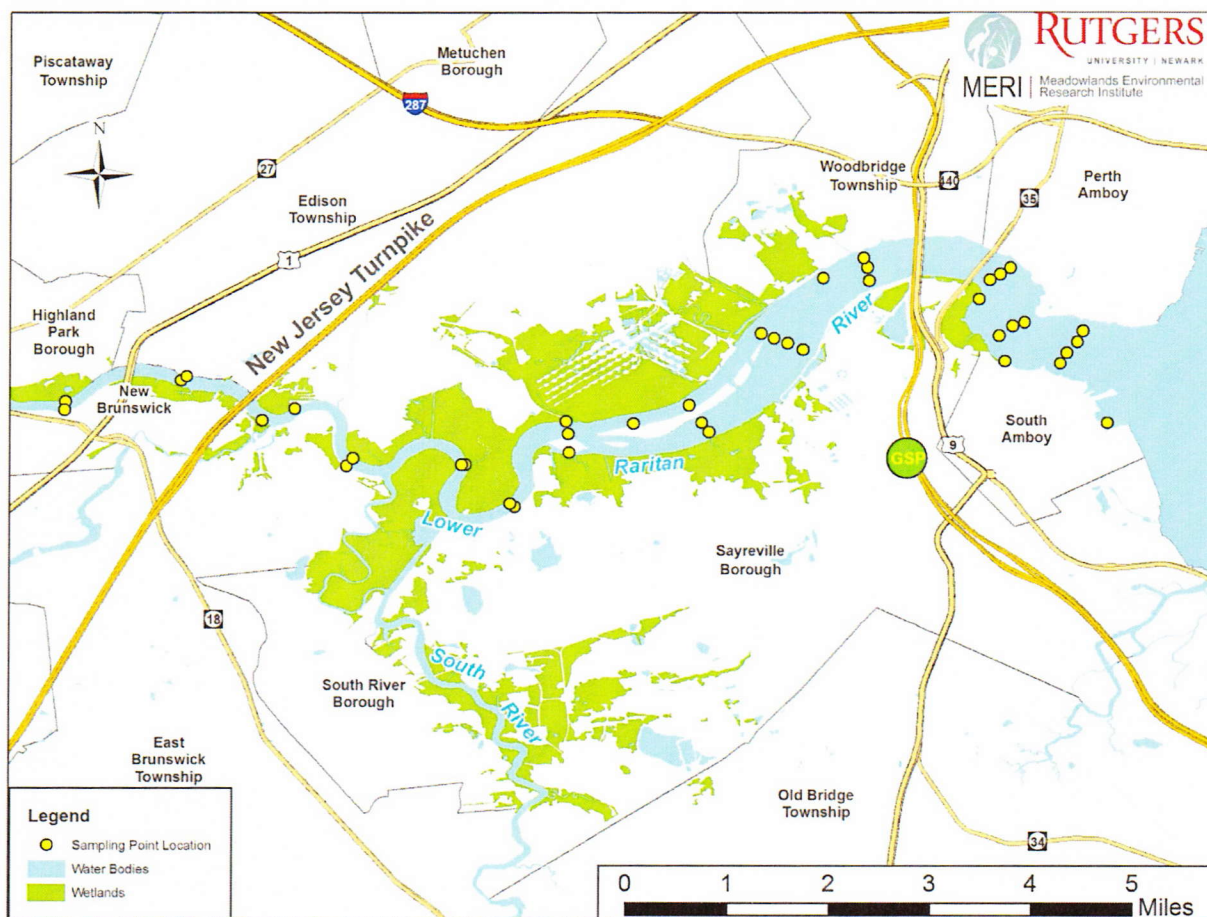 RUTGERS
UNIVERSITY | NEWARK
MERI | Meadowlands Environmental
Research Institute
Piscataway
Township
Metuchen
Borough
287
N
27
Edison
Township
1
New Jersey Turnpike
Woodbridge
Township
440
35
Perth
Amboy
Highland
Park
Borough
New
Brunswick
River
Raritan
Lower
GSP
9
South
Amboy
Sayreville
Borough
18
South River
Borough
South
River
East
Brunswick
Township
Old Bridge
Township
34
Legend
Sampling Point Location
Water Bodies
Wetlands
0 1 2 3 4 5
Miles